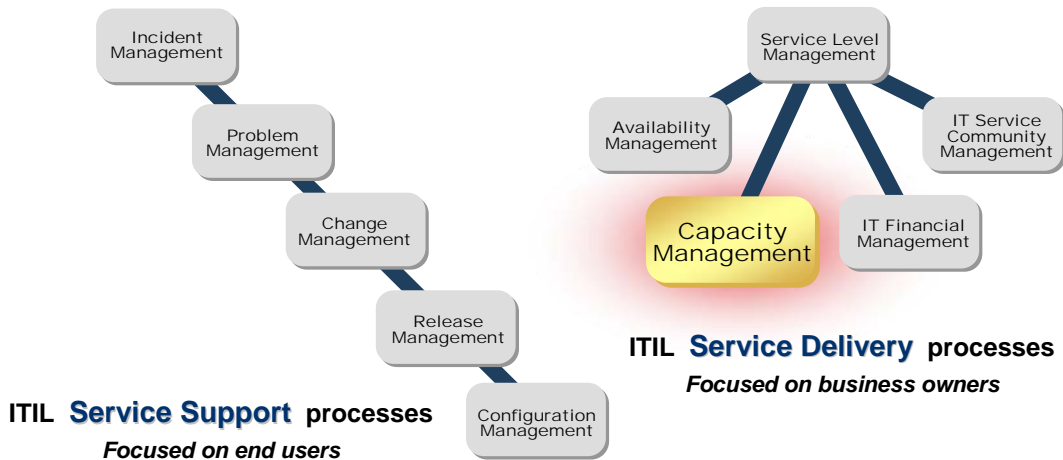 Incident
Management
Problem
Management
Change
Management
Release
Management
Configuration
Management
ITIL Service Support processes
Focused on end users
Service Level
Management
Availability
Management
IT Service
Community
Management
Capacity
Management
IT Financial
Management
ITIL Service Delivery processes
Focused on business owners